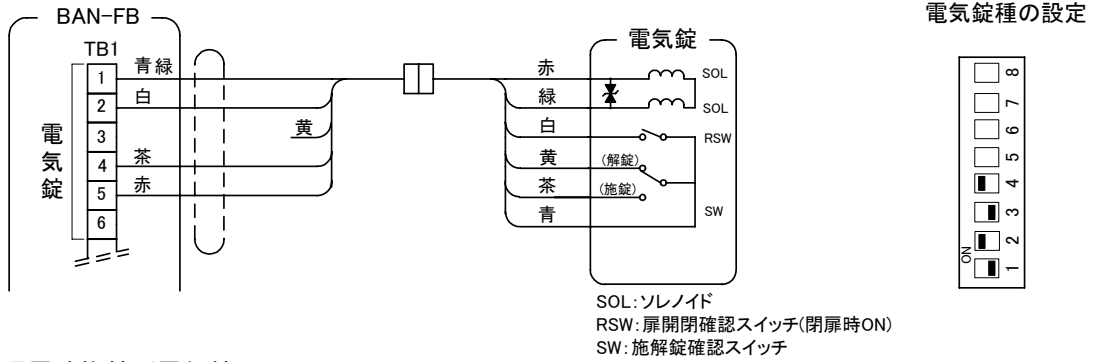 BAN-FB
TB1
電気錠
1
2
3
4
5
6
青緑
白
黄
茶
赤
電気錠
赤
緑
白
黄
茶
青
(解錠)
(施錠)
SOL
SOL
RSW
SW
SOL:ソレノイド
RSW:扉開閉確認スイッチ(閉扉時ON)
SW:施解錠確認スイッチ
電気錠種の設定
8
7
6
5
4
3
2
1
ON